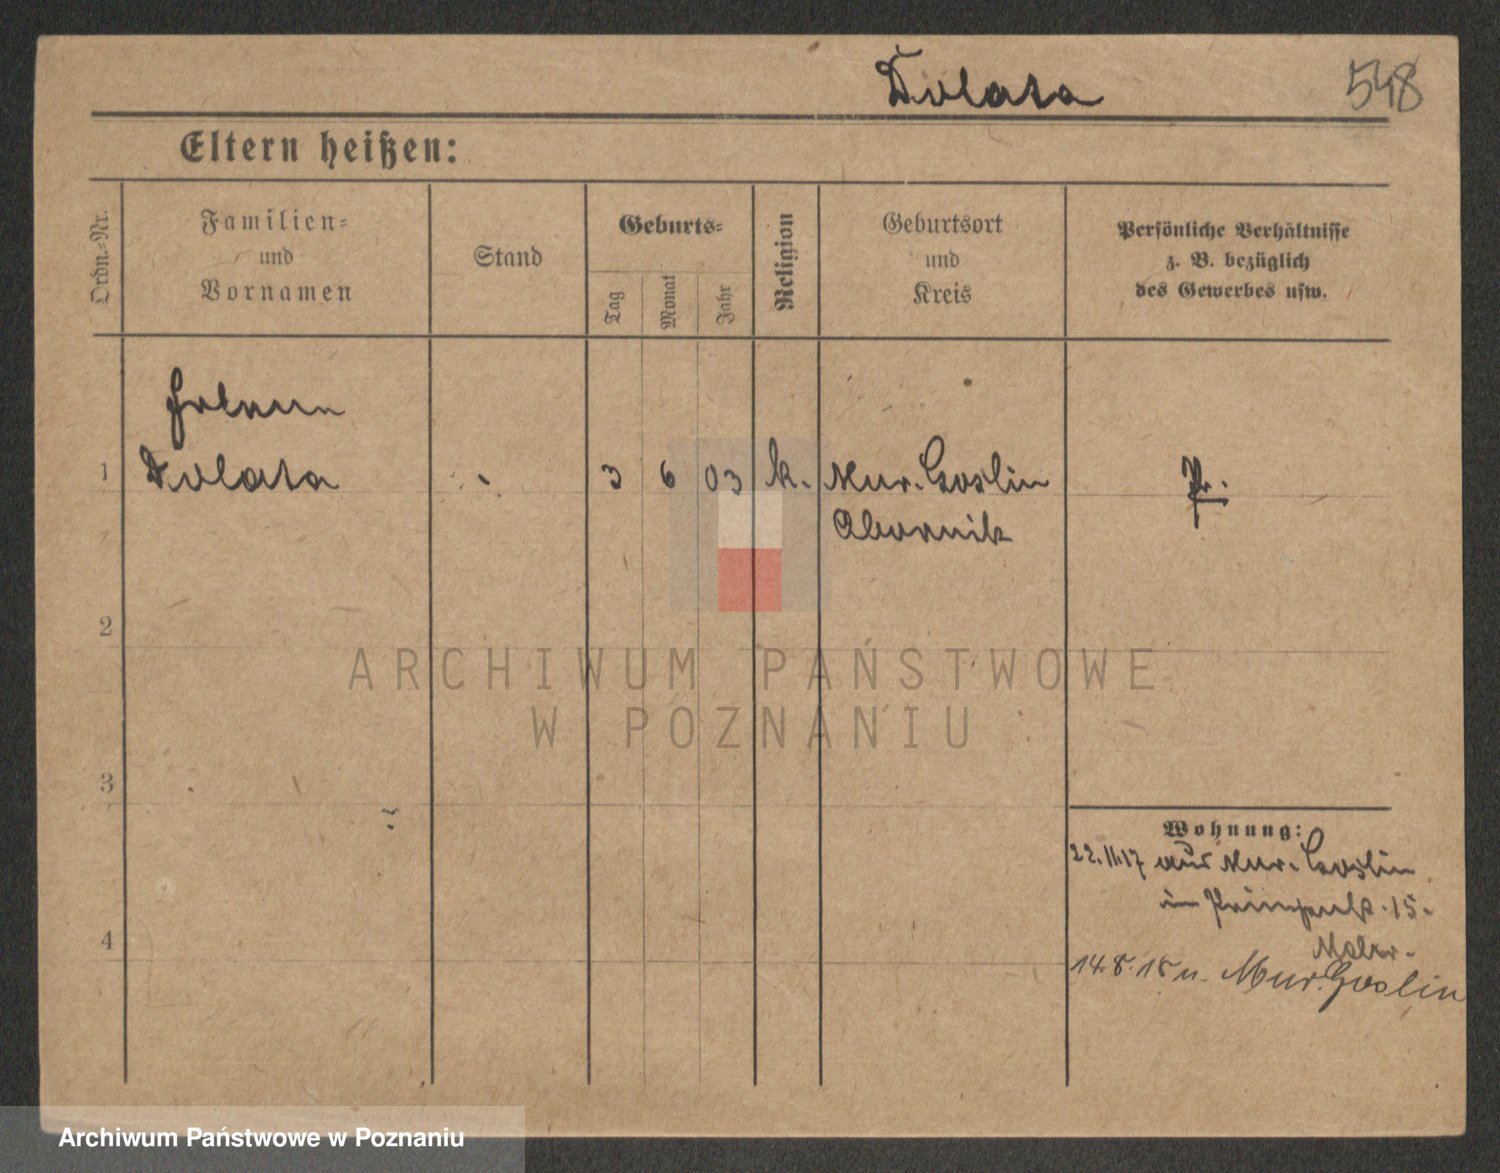 Dolata 548
Eltern heißen:
Ordn.-Nr.
Familien-
und
Vornamen
Stand
Geburts-
Tag
Monat
Jahr
Religion
Geburtsort
und
Kreis
Persönliche Verhältnisse
z. B. bezüglich
des Gewerbes usw.
1 Dolata 3 6 03 k. Mur. Goslin Pr.
Obornik
2
3
4
Wohnung:
22.11.17 aus Mur. Goslin
15.
14.8.18 n. Mur. Goslin
ARCHIWUM PAŃSTWOWE
W POZNANIU
Archiwum Państwowe w Poznaniu